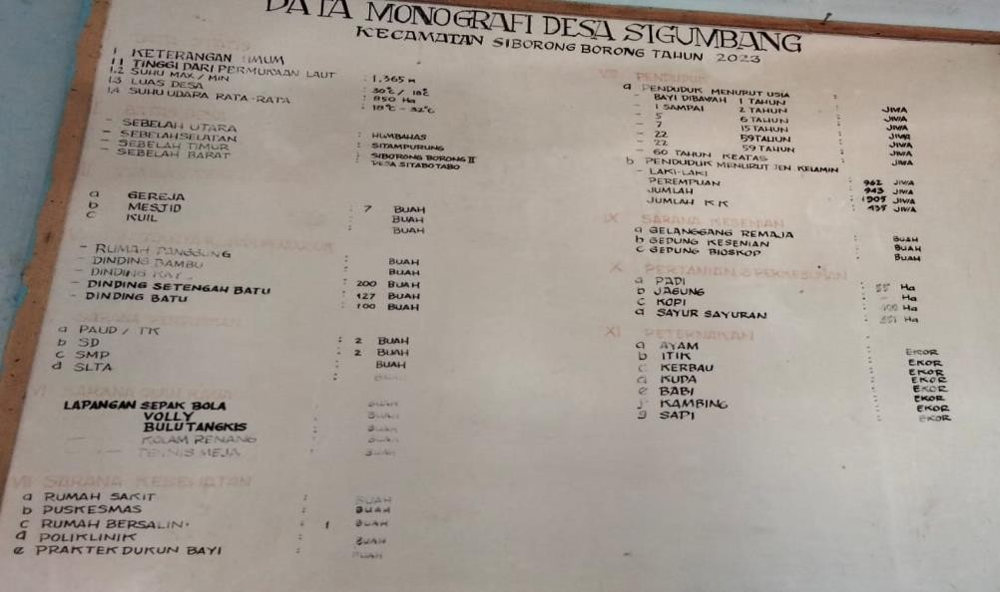 DATA MONOGRAFI DESA SIGUMBANG
KECAMATAN SIBORONG BORONG TAHUN 2023
I KETERANGAN UMUM
1.1 TINGGI DARI PERMUKAAN LAUT : 1,365 m
1.2 SUHU MAX / MIN : 30°C / 18°C
1.3 LUAS DESA : 850 Ha
1.4 SUHU UDARA RATA-RATA : 18°C - 32°C
- SEBELAH UTARA : HUMBAHAS
- SEBELAH SELATAN : SITAMPURUNG
- SEBELAH TIMUR : SIBORONG BORONG II
- SEBELAH BARAT : DESA SITABOTABO
a GEREJA : 7 BUAH
b MESJID : BUAH
c KUIL : BUAH
- RUMAH PANGGUNG : BUAH
- DINDING BAMBU : BUAH
- DINDING : 200 BUAH
- DINDING SETENGAH BATU : 127 BUAH
- DINDING BATU : 100 BUAH
a PAUD / TK : 2 BUAH
b SD : 2 BUAH
c SMP : BUAH
d SLTA : BUAH
LAPANGAN SEPAK BOLA : BUAH
VOLLY : BUAH
BULU TANGKIS : BUAH
KOLAM RENANG : BUAH
TENNIS MEJA : BUAH
VII SARANA KESEHATAN
a RUMAH SAKIT : BUAH
b PUSKESMAS : BUAH
c RUMAH BERSALIN : 1 BUAH
d POLIKLINIK : BUAH
e PRAKTEK DUKUN BAYI : BUAH
VIII PENDUDUK
a PENDUDUK MENURUT USIA :
- BAYI DIBAWAH 1 TAHUN : JIWA
- 1 SAMPAI 2 TAHUN : JIWA
- 5 6 TAHUN : JIWA
- 7 15 TAHUN : JIWA
- 22 59 TAHUN : JIWA
- 22 59 TAHUN : JIWA
- 60 TAHUN KEATAS : JIWA
b PENDUDUK MENURUT JEN KELAMIN
- LAKI-LAKI : 962 JIWA
PEREMPUAN : 943 JIWA
JUMLAH : 1905 JIWA
JUMLAH K K : 435 JIWA
IX SARANA KESENIAN
a GELANGGANG REMAJA BUAH
b GEDUNG KESENIAN BUAH
c GEDUNG BIOSKOP BUAH
X PERTANIAN & PERKEBUNAN
a PADI : 55 Ha
b JAGUNG : - Ha
c KOPI : 400 Ha
d SAYUR SAYURAN : 351 Ha
XI PETERNAKAN
a AYAM : EKOR
b ITIK : EKOR
c KERBAU : EKOR
d KUDA : EKOR
e BABI : EKOR
f KAMBING : EKOR
g SAPI : EKOR